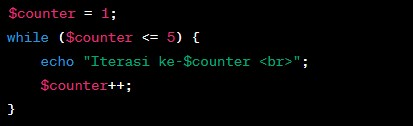 $counter = 1;
while ($counter <= 5) {
    echo "Iterasi ke-$counter <br>";
    $counter++;
}